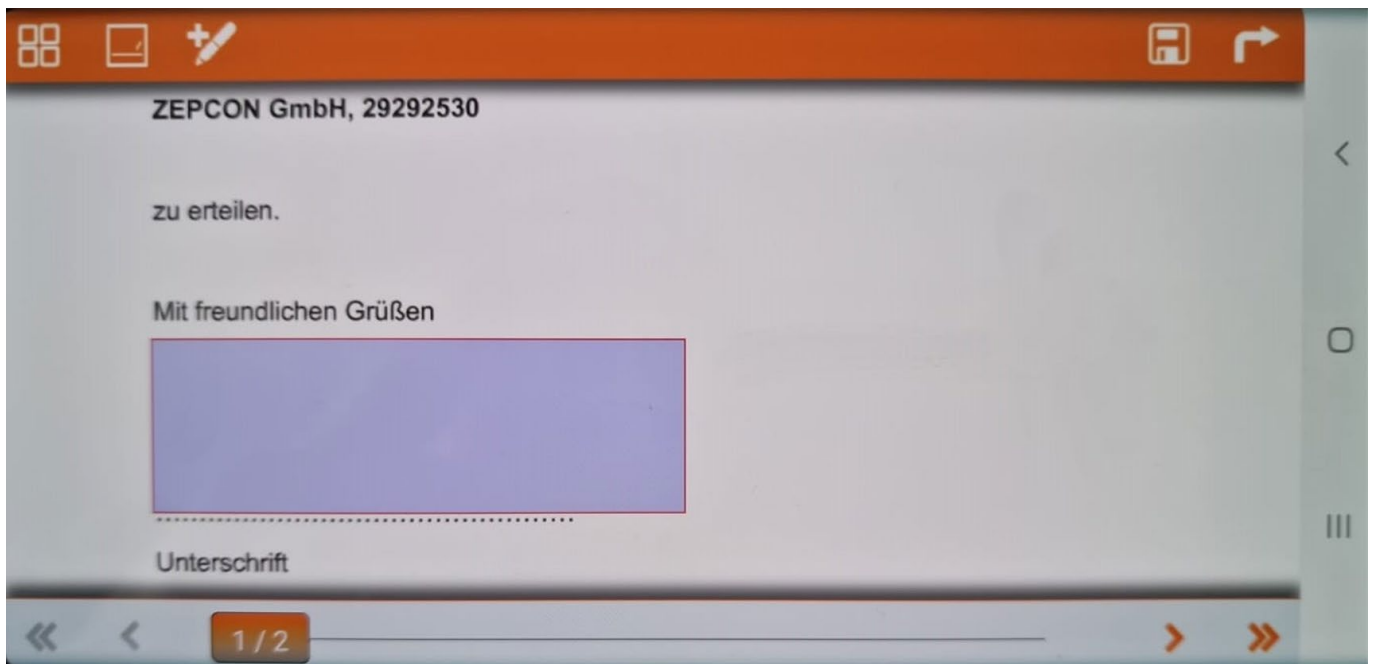 ZEPCON GmbH, 29292530
zu erteilen.
Mit freundlichen Grüßen
Unterschrift
1 / 2